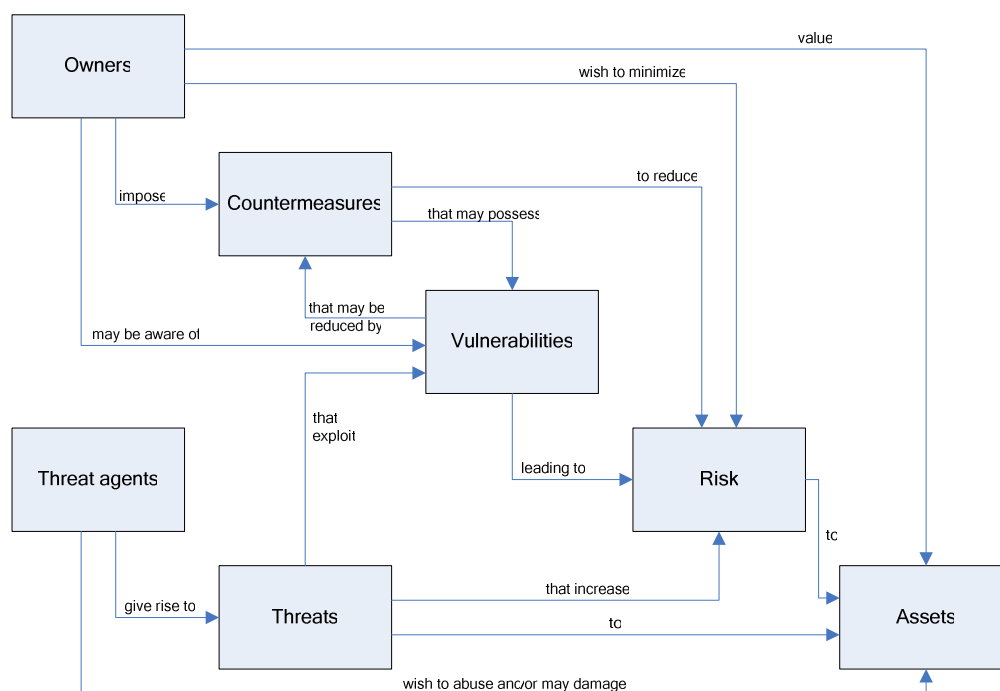 value
Owners
wish to minimize
impose
to reduce
Countermeasures
that may possess
that may be
reduced by
may be aware of
Vulnerabilities
that
exploit
leading to
Threat agents
Risk
to
that increase
give rise to
Threats
to
Assets
wish to abuse and/or may damage